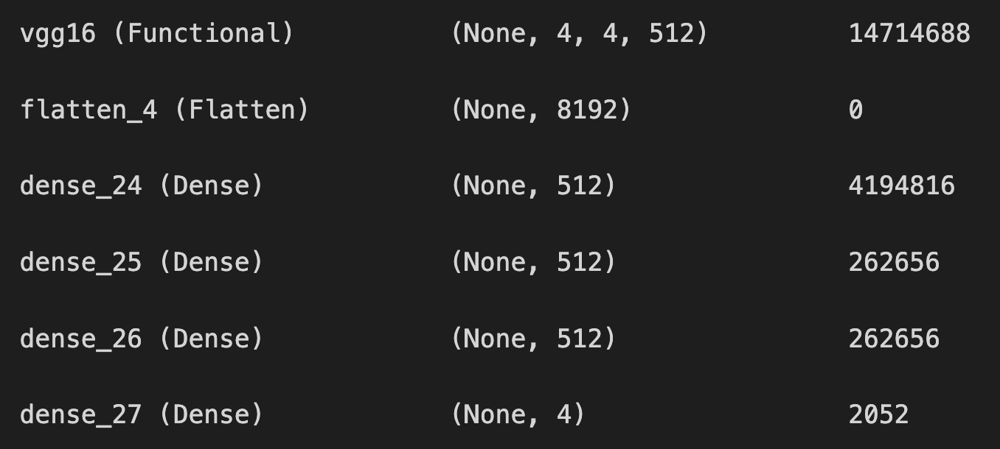 vgg16 (Functional) (None, 4, 4, 512) 14714688
flatten_4 (Flatten) (None, 8192) 0
dense_24 (Dense) (None, 512) 4194816
dense_25 (Dense) (None, 512) 262656
dense_26 (Dense) (None, 512) 262656
dense_27 (Dense) (None, 4) 2052